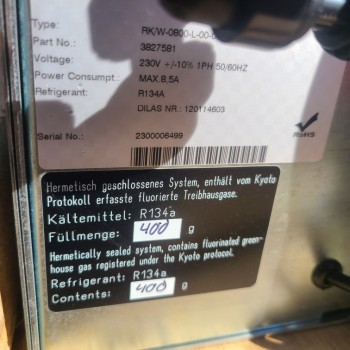 Type: RK/W-0800-L-00-
Part No.: 3827581
Voltage: 230V +/-10% 1PH 50/60HZ
Power Consumpt.: MAX.8,5A
Refrigerant: R134A
DILAS NR.: 120114603
RoHS
Serial No.: 2300006499
Hermetisch geschlossenes System, enthält vom Kyoto
Protokoll erfasste fluorierte Treibhausgase.
Kältemittel: R134a
Füllmenge: 400 g
Hermetically sealed system, contains fluorinated green-
house gas registered under the Kyoto protocol.
Refrigerant: R134a
Contents: 400 g